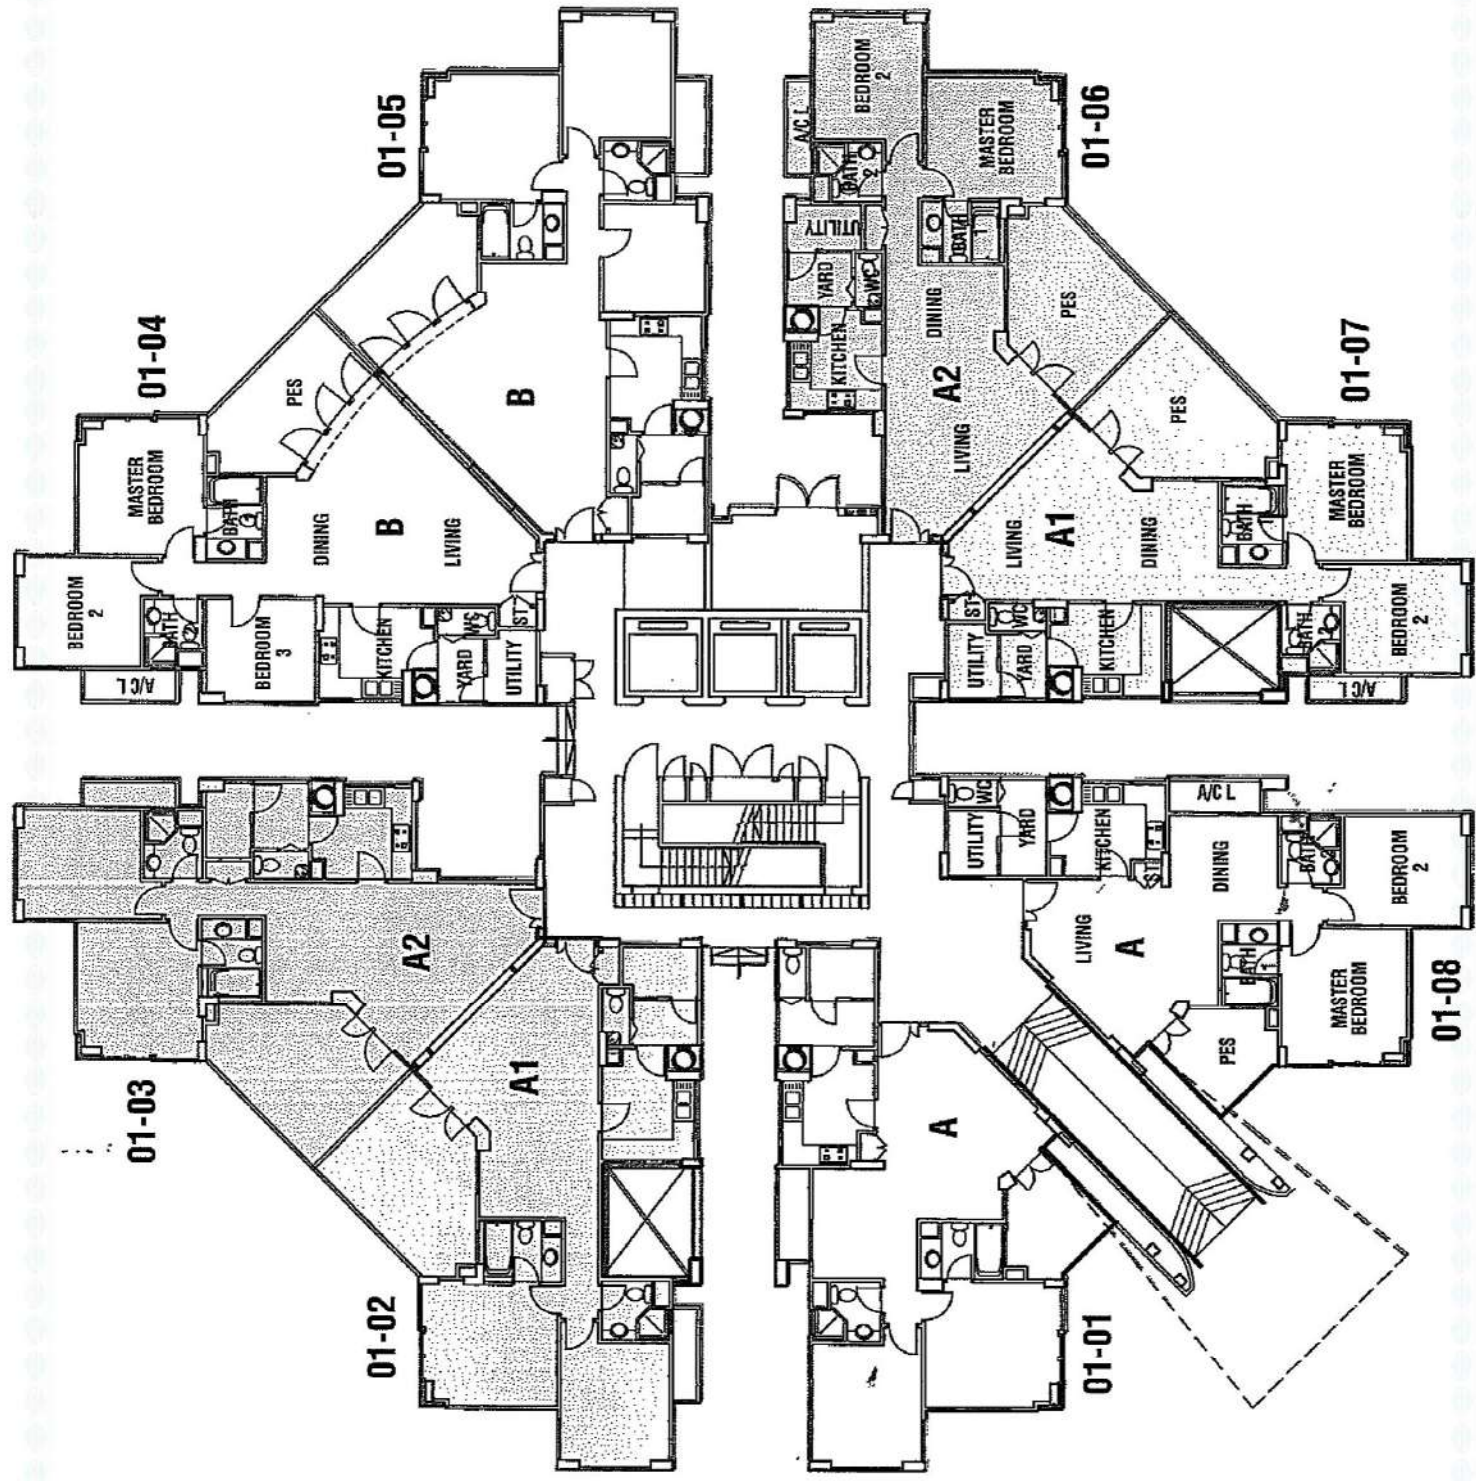 01-05
01-04
PES
MASTER
BEDROOM
BATH
BEDROOM
2
BATH
2
A/C L
BEDROOM
3
DINING
B
LIVING
KITCHEN
WC
YARD
ST
UTILITY
B
BEDROOM
2
A/C L
BATH
2
MASTER
BEDROOM
01-06
UTILITY
YARD
WC
BATH
1
KITCHEN
DINING
A2
LIVING
PES
01-07
PES
LIVING
A1
DINING
BATH
1
MASTER
BEDROOM
ST
WC
UTILITY
YARD
KITCHEN
BATH
2
BEDROOM
2
A/C L
A2
01-03
A1
01-02
WC
UTILITY
YARD
KITCHEN
A/C L
ST
DINING
BATH
2
BEDROOM
2
LIVING
A
BATH
1
MASTER
BEDROOM
PES
01-08
A
01-01